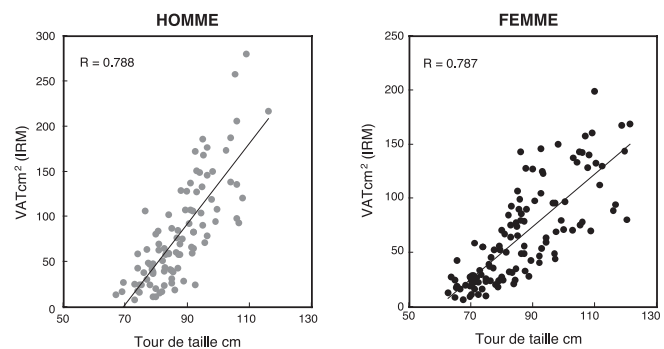 HOMME
FEMME
R = 0.788
R = 0.787
VATcm² (IRM)
300
250
200
150
100
50
0
50
70
90
110
130
Tour de taille cm
VATcm² (IRM)
250
200
150
100
50
0
50
70
90
110
130
Tour de taille cm